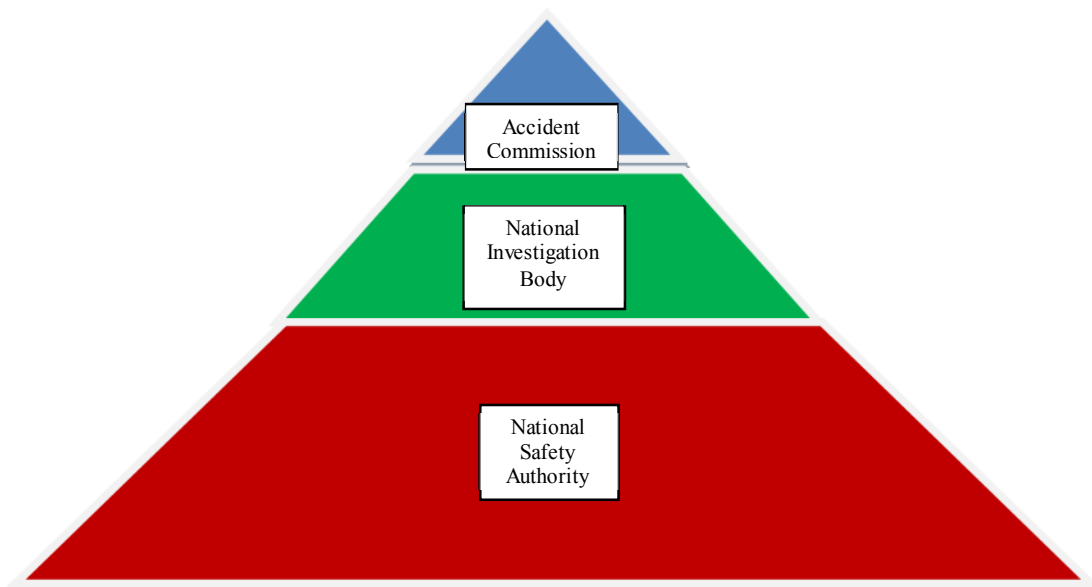 Accident
Commission
National
Investigation
Body
National
Safety
Authority